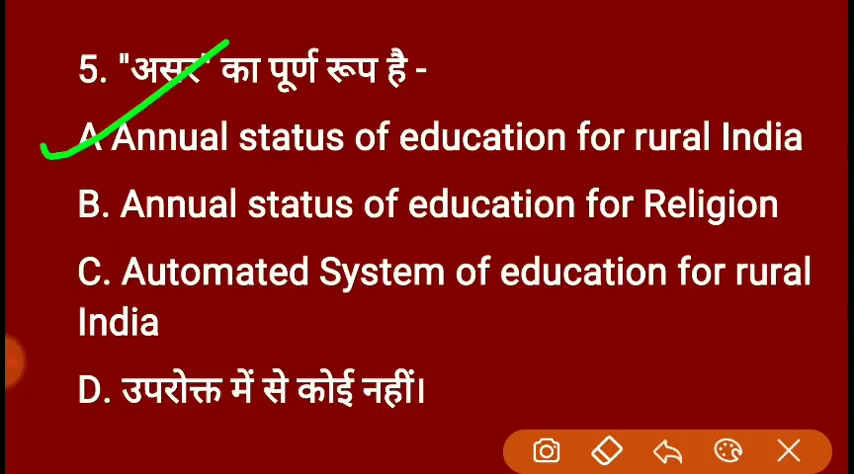 5. "असर" का पूर्ण रूप है -
A Annual status of education for rural India
B. Annual status of education for Religion
C. Automated System of education for rural
India
D. उपरोक्त में से कोई नहीं।